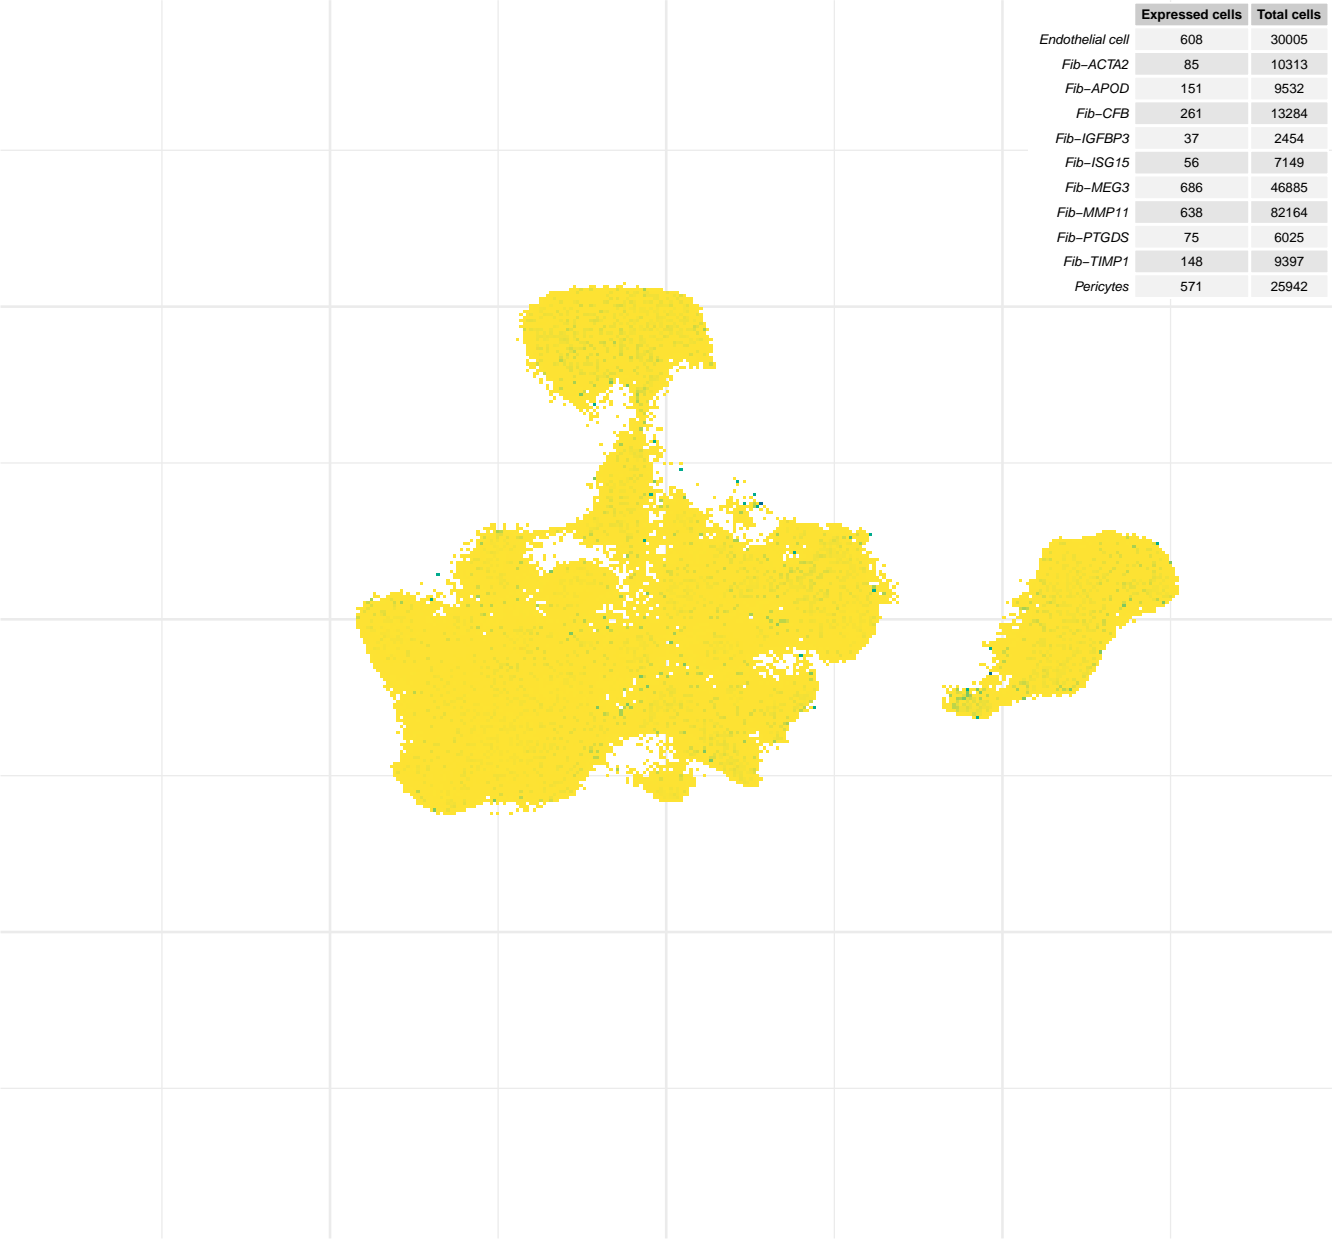 Expressed cells Total cells
Endothelial cell 608 30005
Fib−ACTA2 85 10313
Fib−APOD 151 9532
Fib−CFB 261 13284
Fib−IGFBP3 37 2454
Fib−ISG15 56 7149
Fib−MEG3 686 46885
Fib−MMP11 638 82164
Fib−PTGDS 75 6025
Fib−TIMP1 148 9397
Pericytes 571 25942